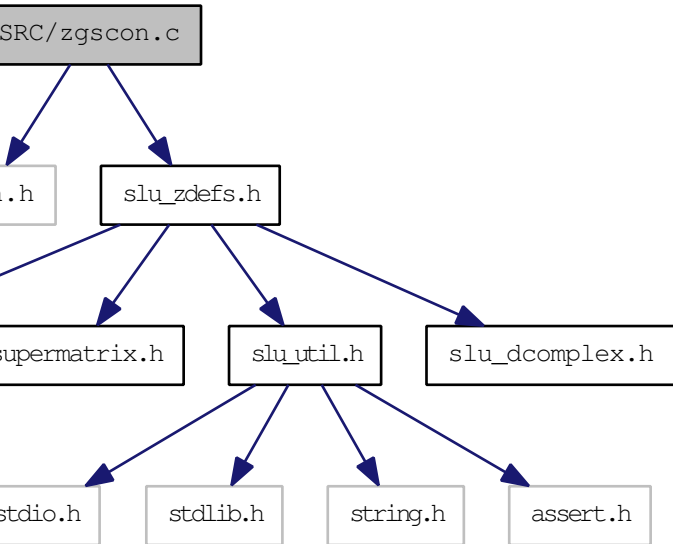 SRC/zgscon.c
.h
slu_zdefs.h
supermatrix.h
slu_util.h
slu_dcomplex.h
stdio.h
stdlib.h
string.h
assert.h